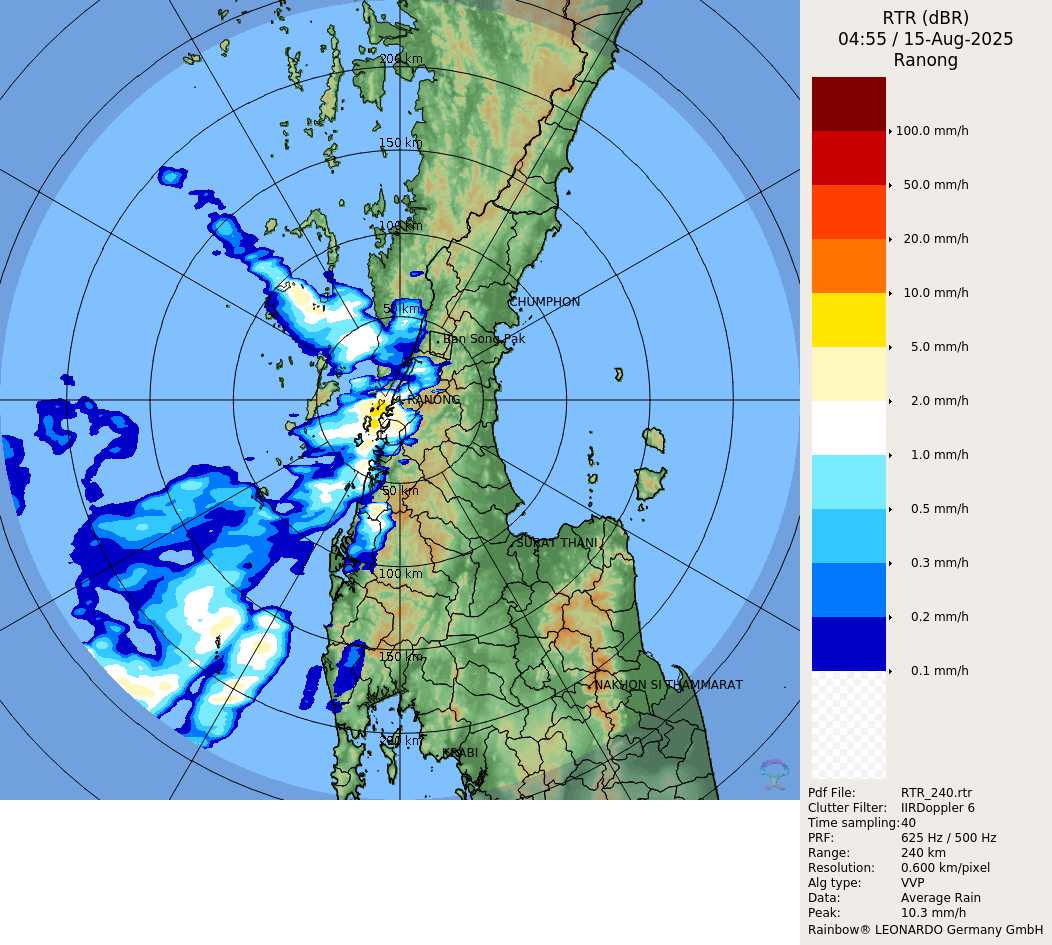 RTR (dBR)
04:55 / 15-Aug-2025
Ranong
200 km
150 km
100 km
50 km
CHUMPHON
Ban Song Pak
RANONG
50 km
SURAT THANI
100 km
150 km
NAKHON SI THAMMARAT
200 km
KRABI
100.0 mm/h
50.0 mm/h
20.0 mm/h
10.0 mm/h
5.0 mm/h
2.0 mm/h
1.0 mm/h
0.5 mm/h
0.3 mm/h
0.2 mm/h
0.1 mm/h
Pdf File: RTR_240.rtr
Clutter Filter: IIRDoppler 6
Time sampling:40
PRF: 625 Hz / 500 Hz
Range: 240 km
Resolution: 0.600 km/pixel
Alg type: VVP
Data: Average Rain
Peak: 10.3 mm/h
Rainbow® LEONARDO Germany GmbH